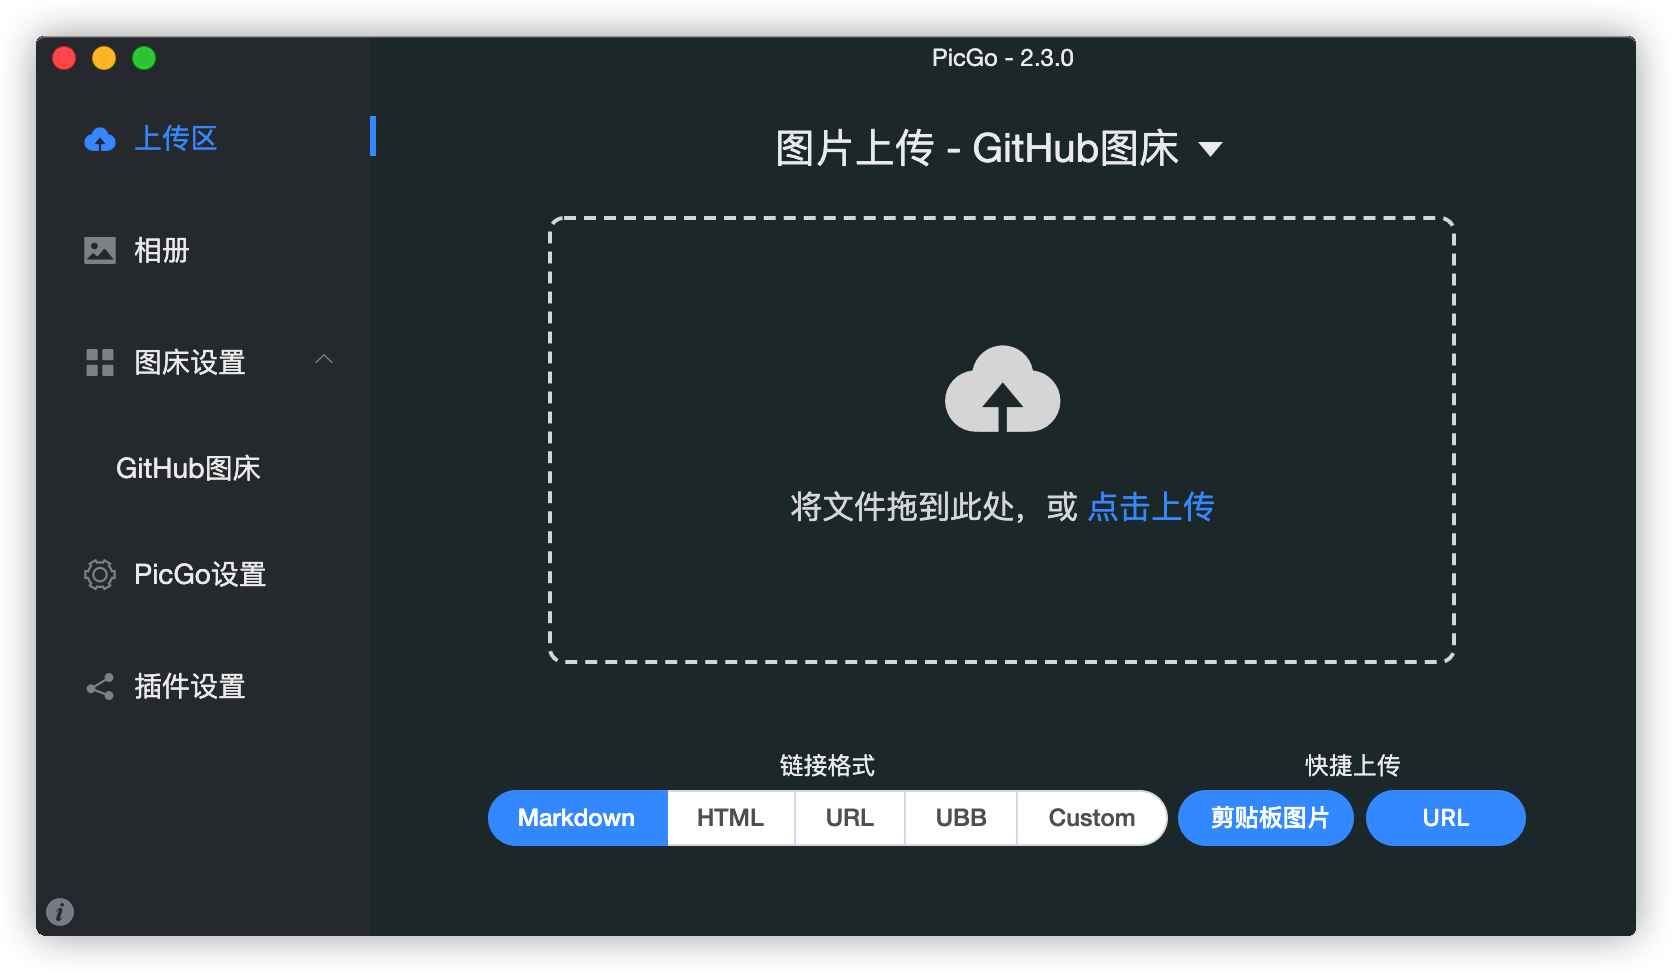 PicGo - 2.3.0
上传区
相册
图床设置
GitHub图床
PicGo设置
插件设置
图片上传 - GitHub图床
将文件拖到此处，或 点击上传
链接格式
Markdown HTML URL UBB Custom
快捷上传
剪贴板图片 URL
i